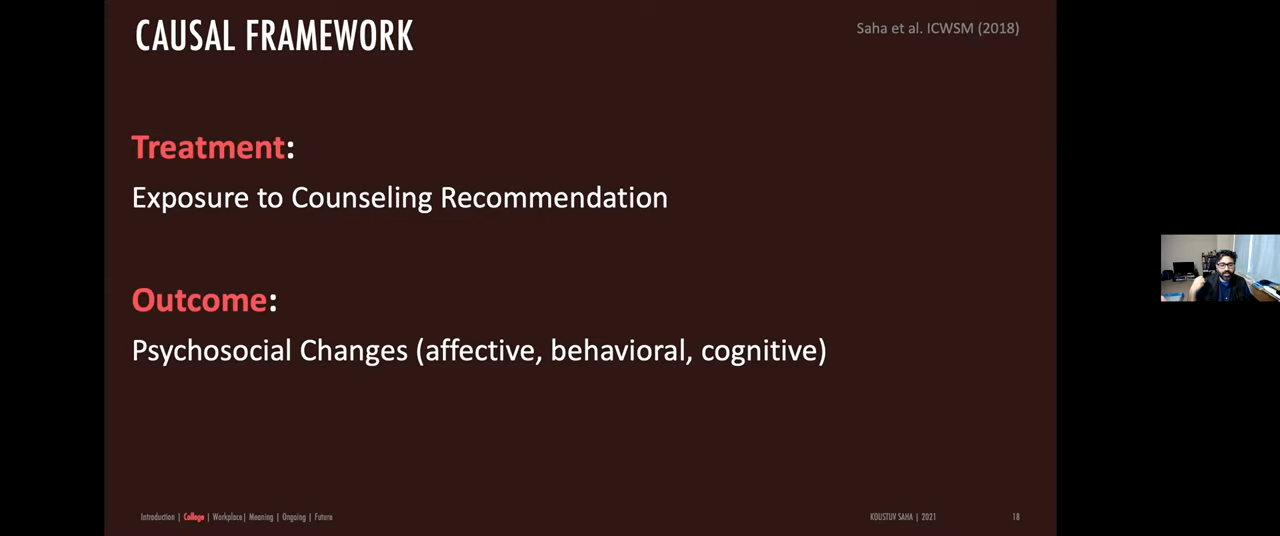 CAUSAL FRAMEWORK
Saha et al. ICWSM (2018)
Treatment:
Exposure to Counseling Recommendation
Outcome:
Psychosocial Changes (affective, behavioral, cognitive)
Introduction | College | Workplace | Meaning | Ongoing | Future
KOUSTUV SAHA | 2021
18